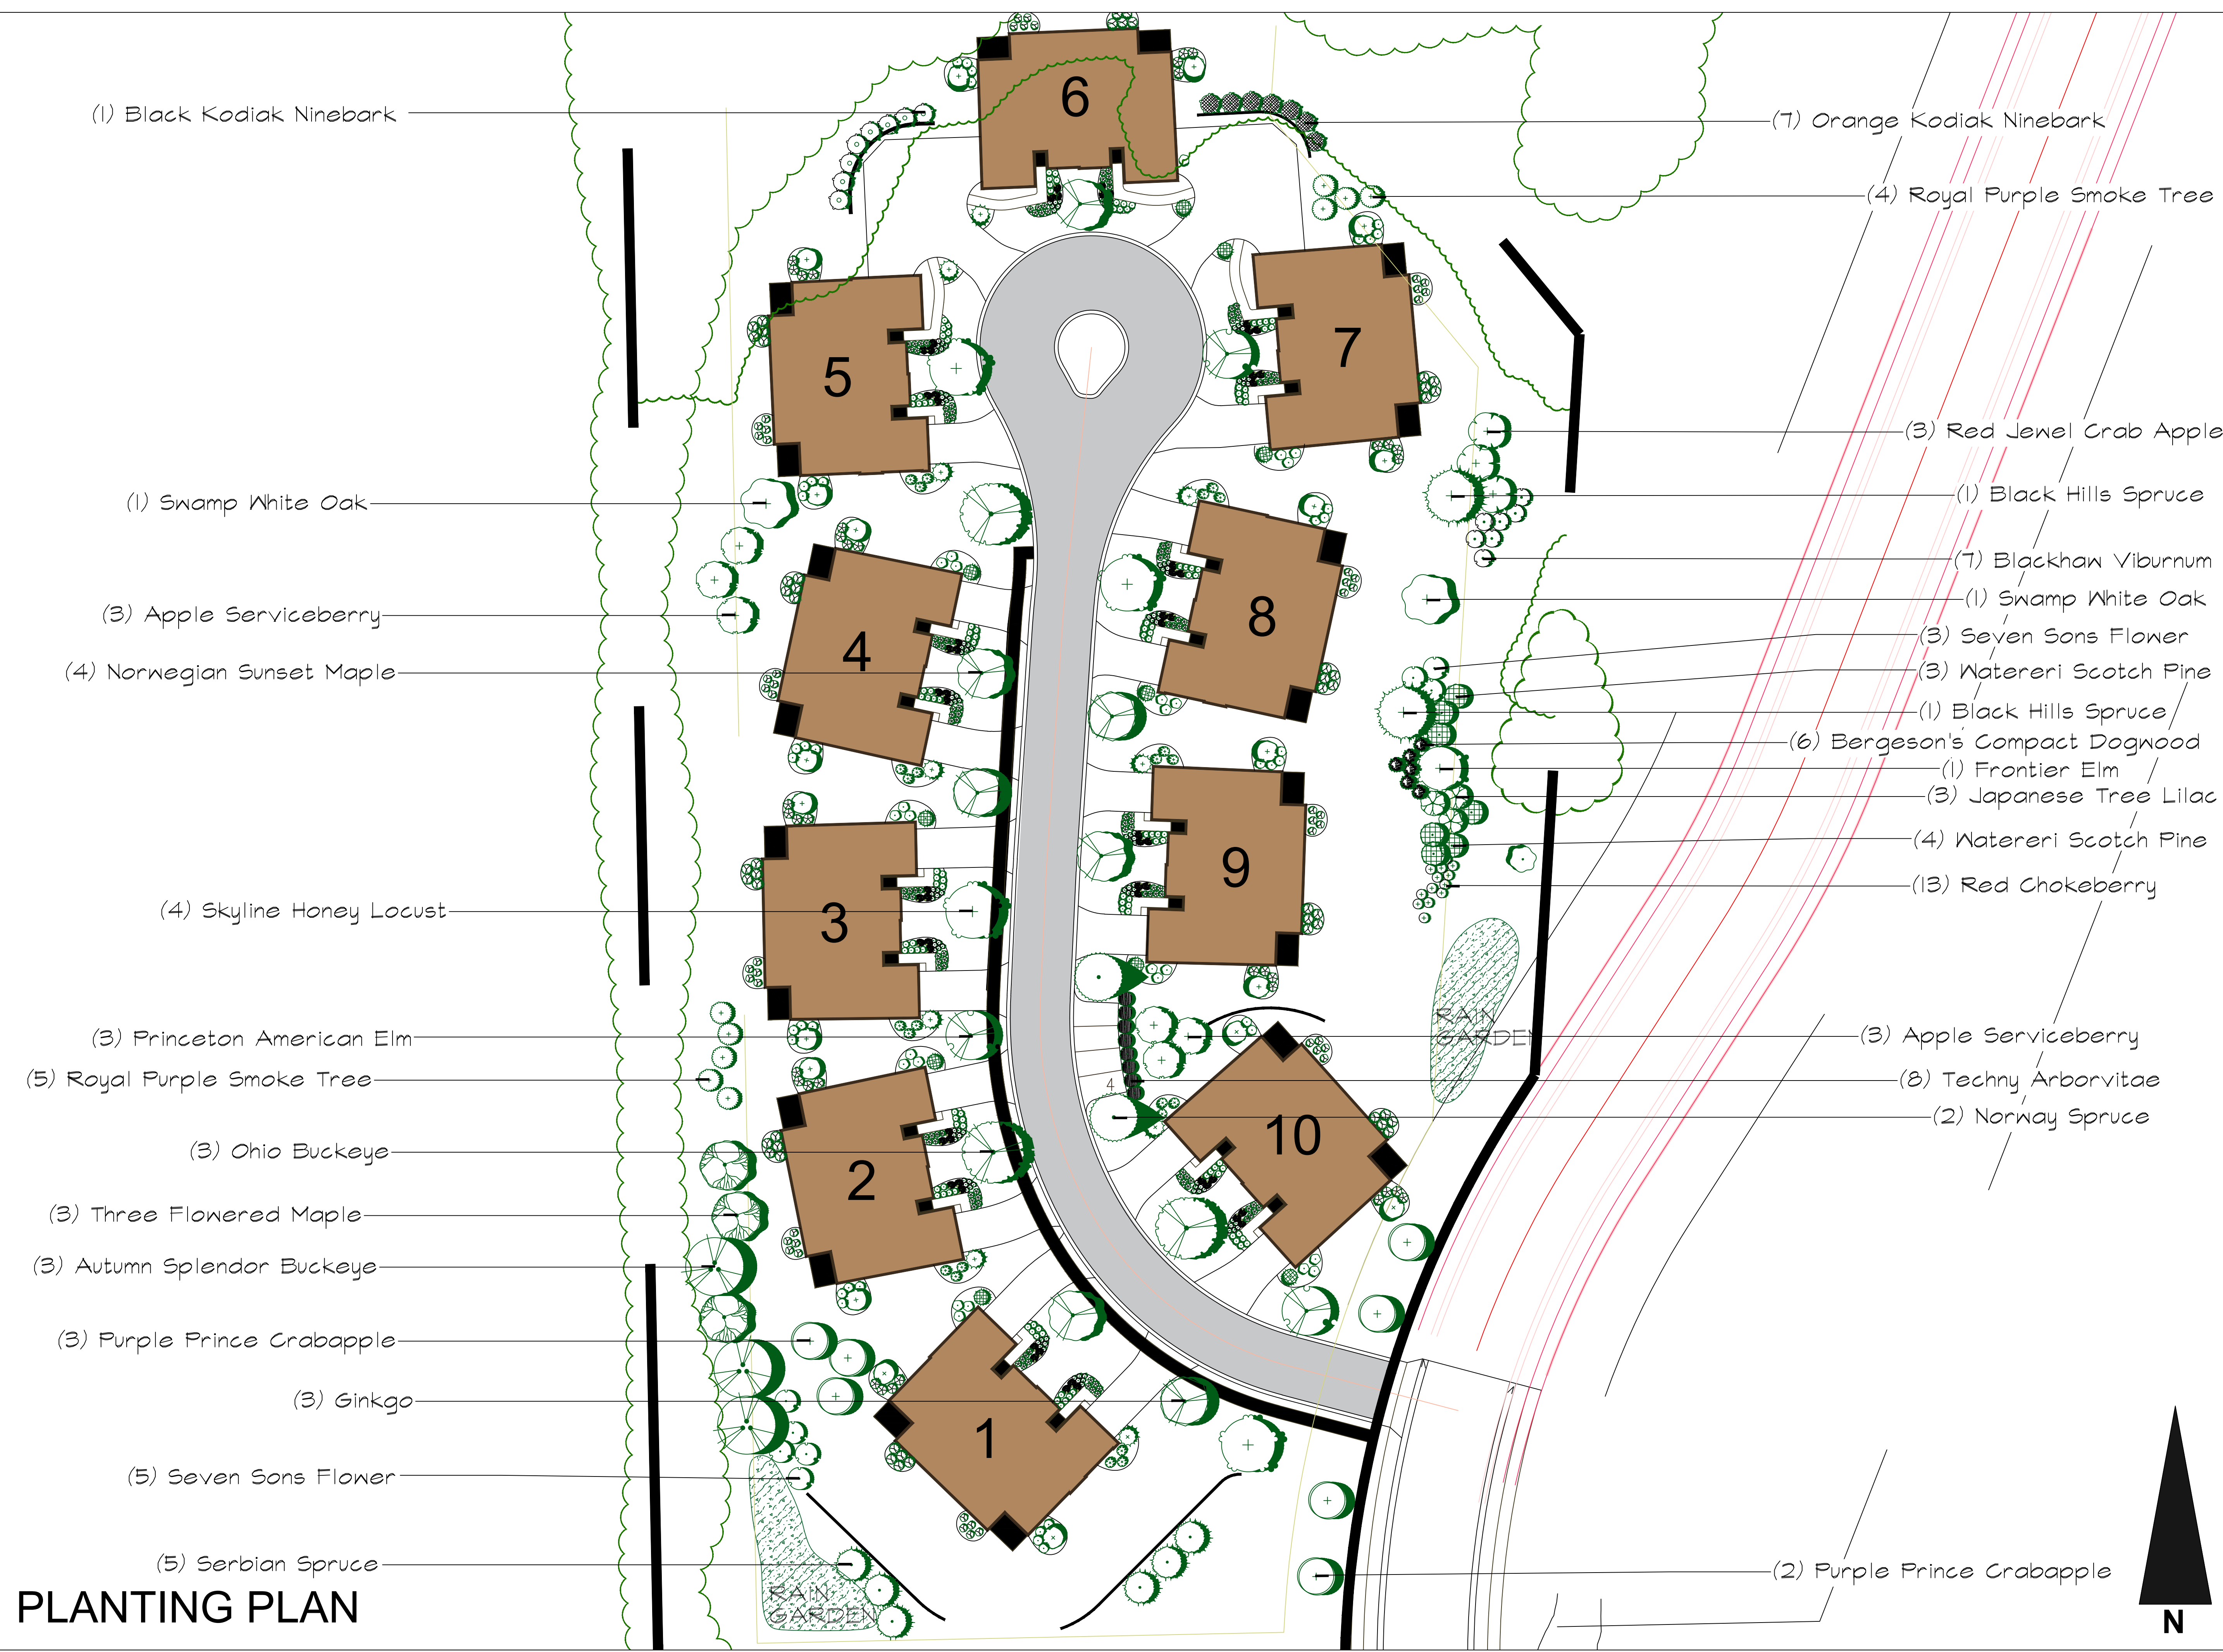 (1) Black Kodiak Ninebark
(1) Swamp White Oak
(3) Apple Serviceberry
(4) Norwegian Sunset Maple
(4) Skyline Honey Locust
(3) Princeton American Elm
(5) Royal Purple Smoke Tree
(3) Ohio Buckeye
(3) Three Flowered Maple
(3) Autumn Splendor Buckeye
(3) Purple Prince Crabapple
(3) Ginkgo
(5) Seven Sons Flower
(5) Serbian Spruce
PLANTING PLAN
6
5
7
4
8
3
9
2
10
1
4
RAIN
GARDEN
RAIN
GARDEN
(7) Orange Kodiak Ninebark
(4) Royal Purple Smoke Tree
(3) Red Jewel Crab Apple
(1) Black Hills Spruce
(7) Blackhaw Viburnum
(1) Swamp White Oak
(3) Seven Sons Flower
(3) Watereri Scotch Pine
(1) Black Hills Spruce
(6) Bergeson's Compact Dogwood
(1) Frontier Elm
(3) Japanese Tree Lilac
(4) Watereri Scotch Pine
(13) Red Chokeberry
(3) Apple Serviceberry
(8) Techny Arborvitae
(2) Norway Spruce
(2) Purple Prince Crabapple
N